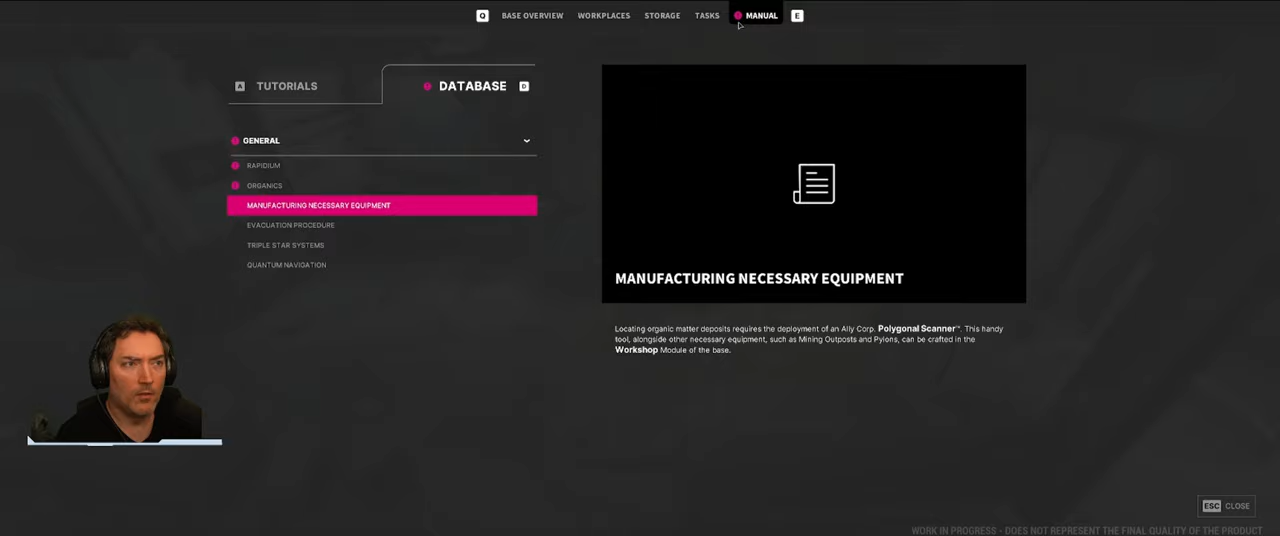 Q BASE OVERVIEW WORKPLACES STORAGE TASKS ! MANUAL E
A TUTORIALS
! DATABASE D
! GENERAL
! RAPIDIUM
! ORGANICS
MANUFACTURING NECESSARY EQUIPMENT
EVACUATION PROCEDURE
TRIPLE STAR SYSTEMS
QUANTUM NAVIGATION
MANUFACTURING NECESSARY EQUIPMENT
Locating organic matter deposits requires the deployment of an Ally Corp. Polygonal Scanner™. This handy
tool, alongside other necessary equipment, such as Mining Outposts and Pylons, can be crafted in the
Workshop Module of the base.
ESC CLOSE
WORK IN PROGRESS - DOES NOT REPRESENT THE FINAL QUALITY OF THE PRODUCT